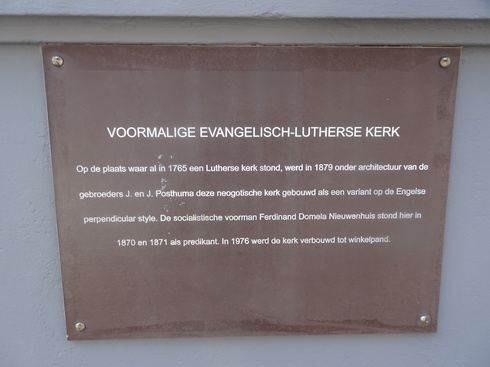 VOORMALIGE EVANGELISCH-LUTHERSE KERK
Op de plaats waar al in 1765 een Lutherse kerk stond, werd in 1879 onder architectuur van de
gebroeders J. en J. Posthuma deze neogotische kerk gebouwd als een variant op de Engelse
perpendicular style. De socialistische voorman Ferdinand Domela Nieuwenhuis stond hier in
1870 en 1871 als predikant. In 1976 werd de kerk verbouwd tot winkelpand.